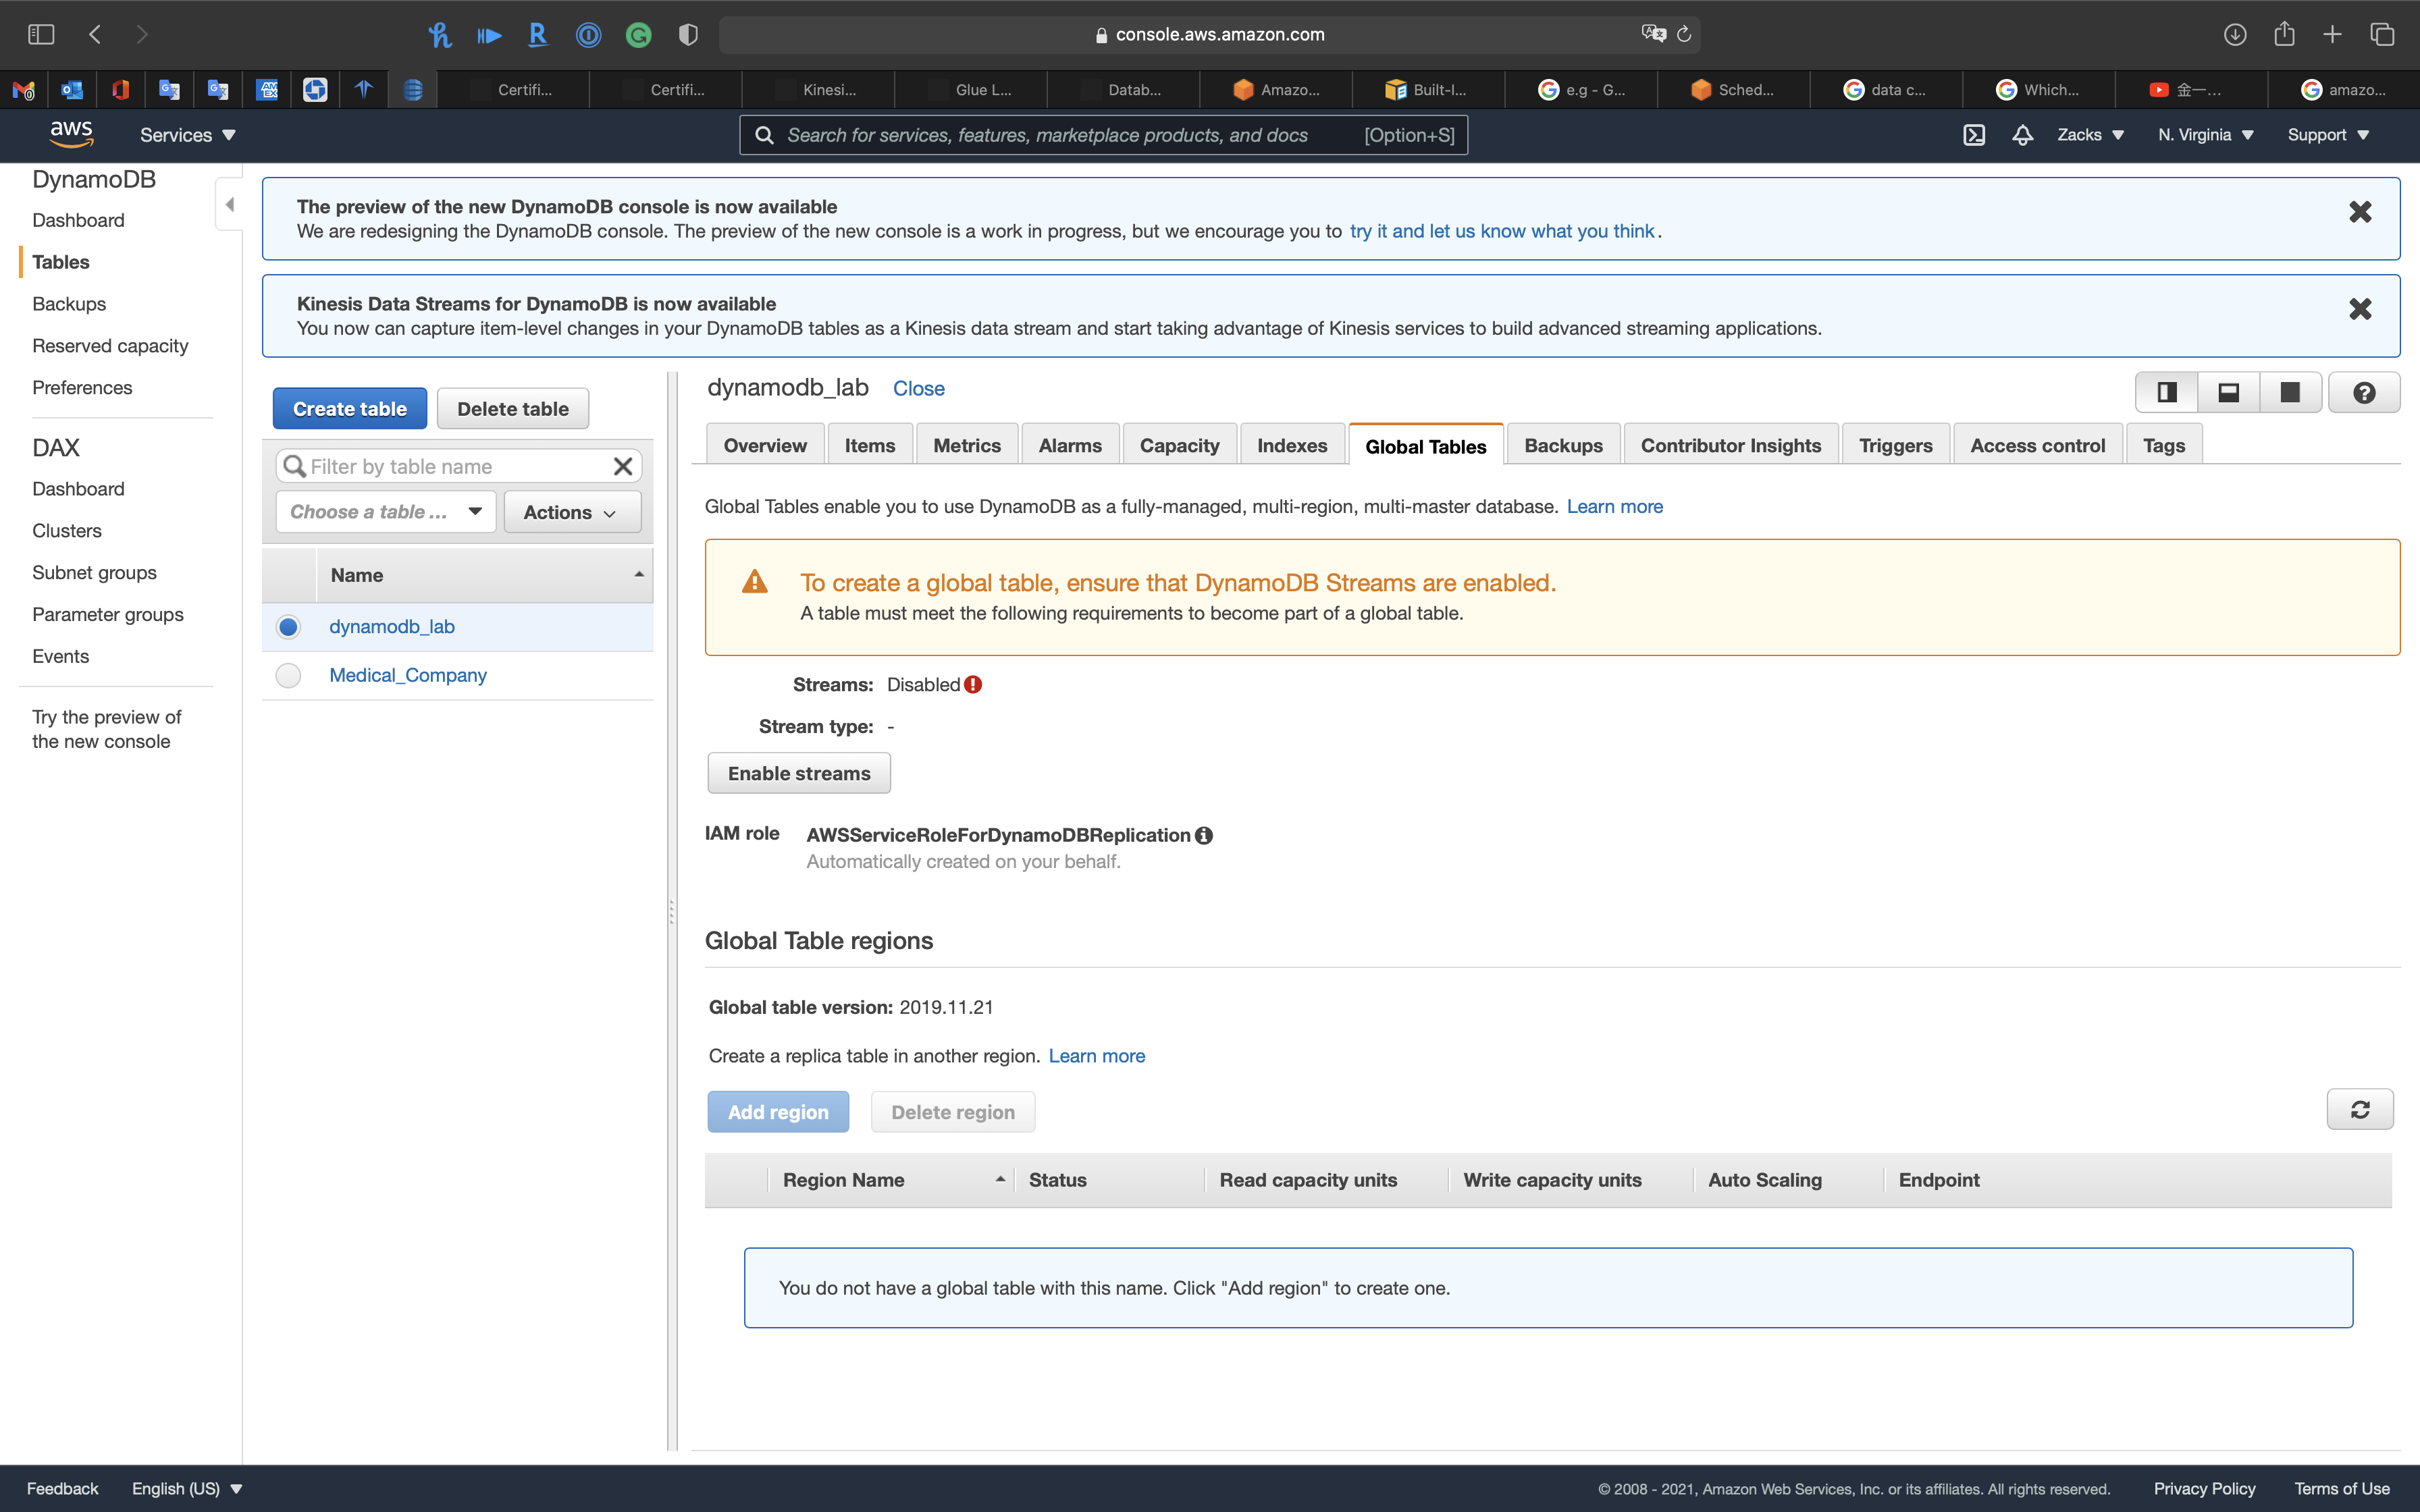 console.aws.amazon.com
Certifi...
Certifi...
Kinesi...
Glue L...
Datab...
Amazo...
Built-I...
e.g - G...
Sched...
data c...
Which...
金一...
amazo...
aws
Services
Search for services, features, marketplace products, and docs
[Option+S]
Zacks
N. Virginia
Support
DynamoDB
Dashboard
Tables
Backups
Reserved capacity
Preferences
DAX
Dashboard
Clusters
Subnet groups
Parameter groups
Events
Try the preview of
the new console
The preview of the new DynamoDB console is now available
We are redesigning the DynamoDB console. The preview of the new console is a work in progress, but we encourage you to try it and let us know what you think.
Kinesis Data Streams for DynamoDB is now available
You now can capture item-level changes in your DynamoDB tables as a Kinesis data stream and start taking advantage of Kinesis services to build advanced streaming applications.
Create table
Delete table
Filter by table name
Choose a table ...
Actions
Name
dynamodb_lab
Medical_Company
dynamodb_lab
Close
Overview
Items
Metrics
Alarms
Capacity
Indexes
Global Tables
Backups
Contributor Insights
Triggers
Access control
Tags
Global Tables enable you to use DynamoDB as a fully-managed, multi-region, multi-master database. Learn more
To create a global table, ensure that DynamoDB Streams are enabled.
A table must meet the following requirements to become part of a global table.
Streams: Disabled
Stream type: -
Enable streams
IAM role AWSServiceRoleForDynamoDBReplication
Automatically created on your behalf.
Global Table regions
Global table version: 2019.11.21
Create a replica table in another region. Learn more
Add region
Delete region
Region Name
Status
Read capacity units
Write capacity units
Auto Scaling
Endpoint
You do not have a global table with this name. Click "Add region" to create one.
Feedback
English (US)
© 2008 - 2021, Amazon Web Services, Inc. or its affiliates. All rights reserved.
Privacy Policy
Terms of Use